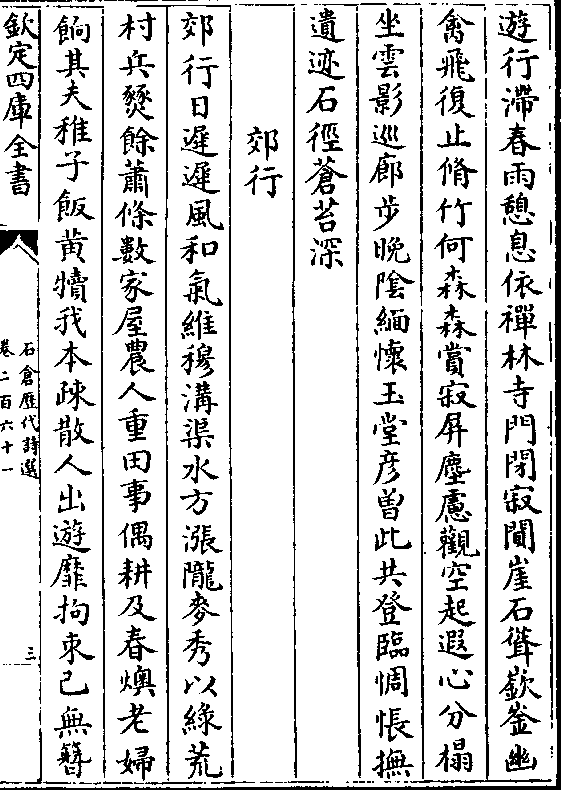 遊行滯春雨憩息依禪林寺門閉寂閴崖石聳嶔崟幽
禽飛復止脩竹何森森賞寂屏塵慮觀空起遐心分榻
坐雲影巡廊步晚陰緬懷玉堂彦曽此共登臨惆悵撫
遺迹石徑蒼苔深
郊行
郊行日遲遲風和氣維穆溝渠水方漲隴麥秀以綠荒
村兵燹餘蕭條數家屋農人重田事偶耕及春燠老婦
餉其夫稚子飯黄犢我本疎散人出遊靡拘束已無簪
欽定四庫全書
石倉歷代詩選
卷二百六十一
三